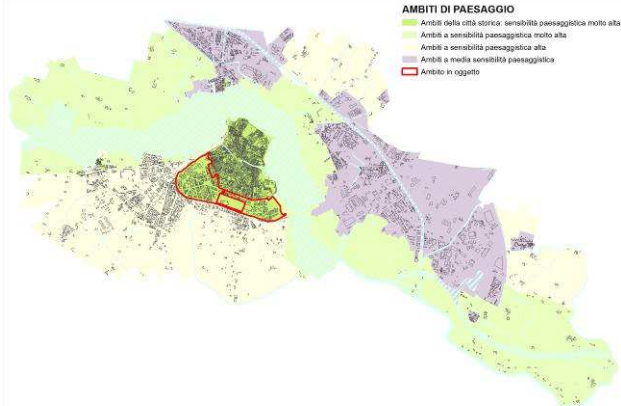 AMBITI DI PAESAGGIO
Ambiti della città storica: sensibilità paesaggistica molto alta
Ambiti a sensibilità paesaggistica molto alta
Ambiti a sensibilità paesaggistica alta
Ambiti a media sensibilità paesaggistica
Ambito in oggetto